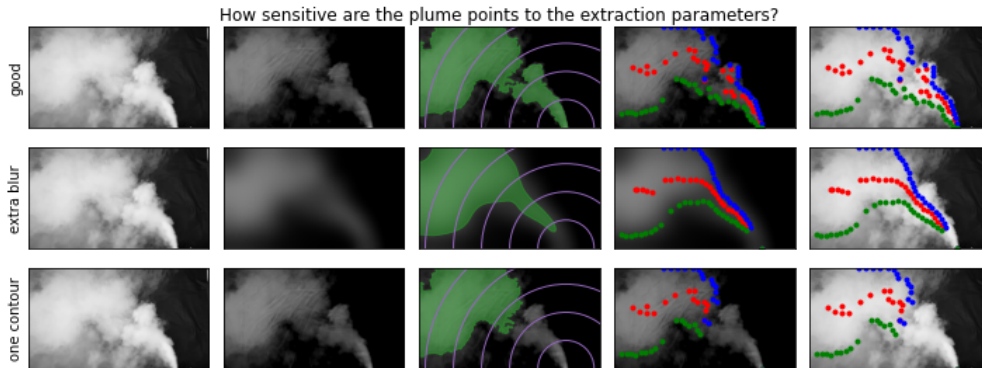 How sensitive are the plume points to the extraction parameters?
good
extra blur
one contour